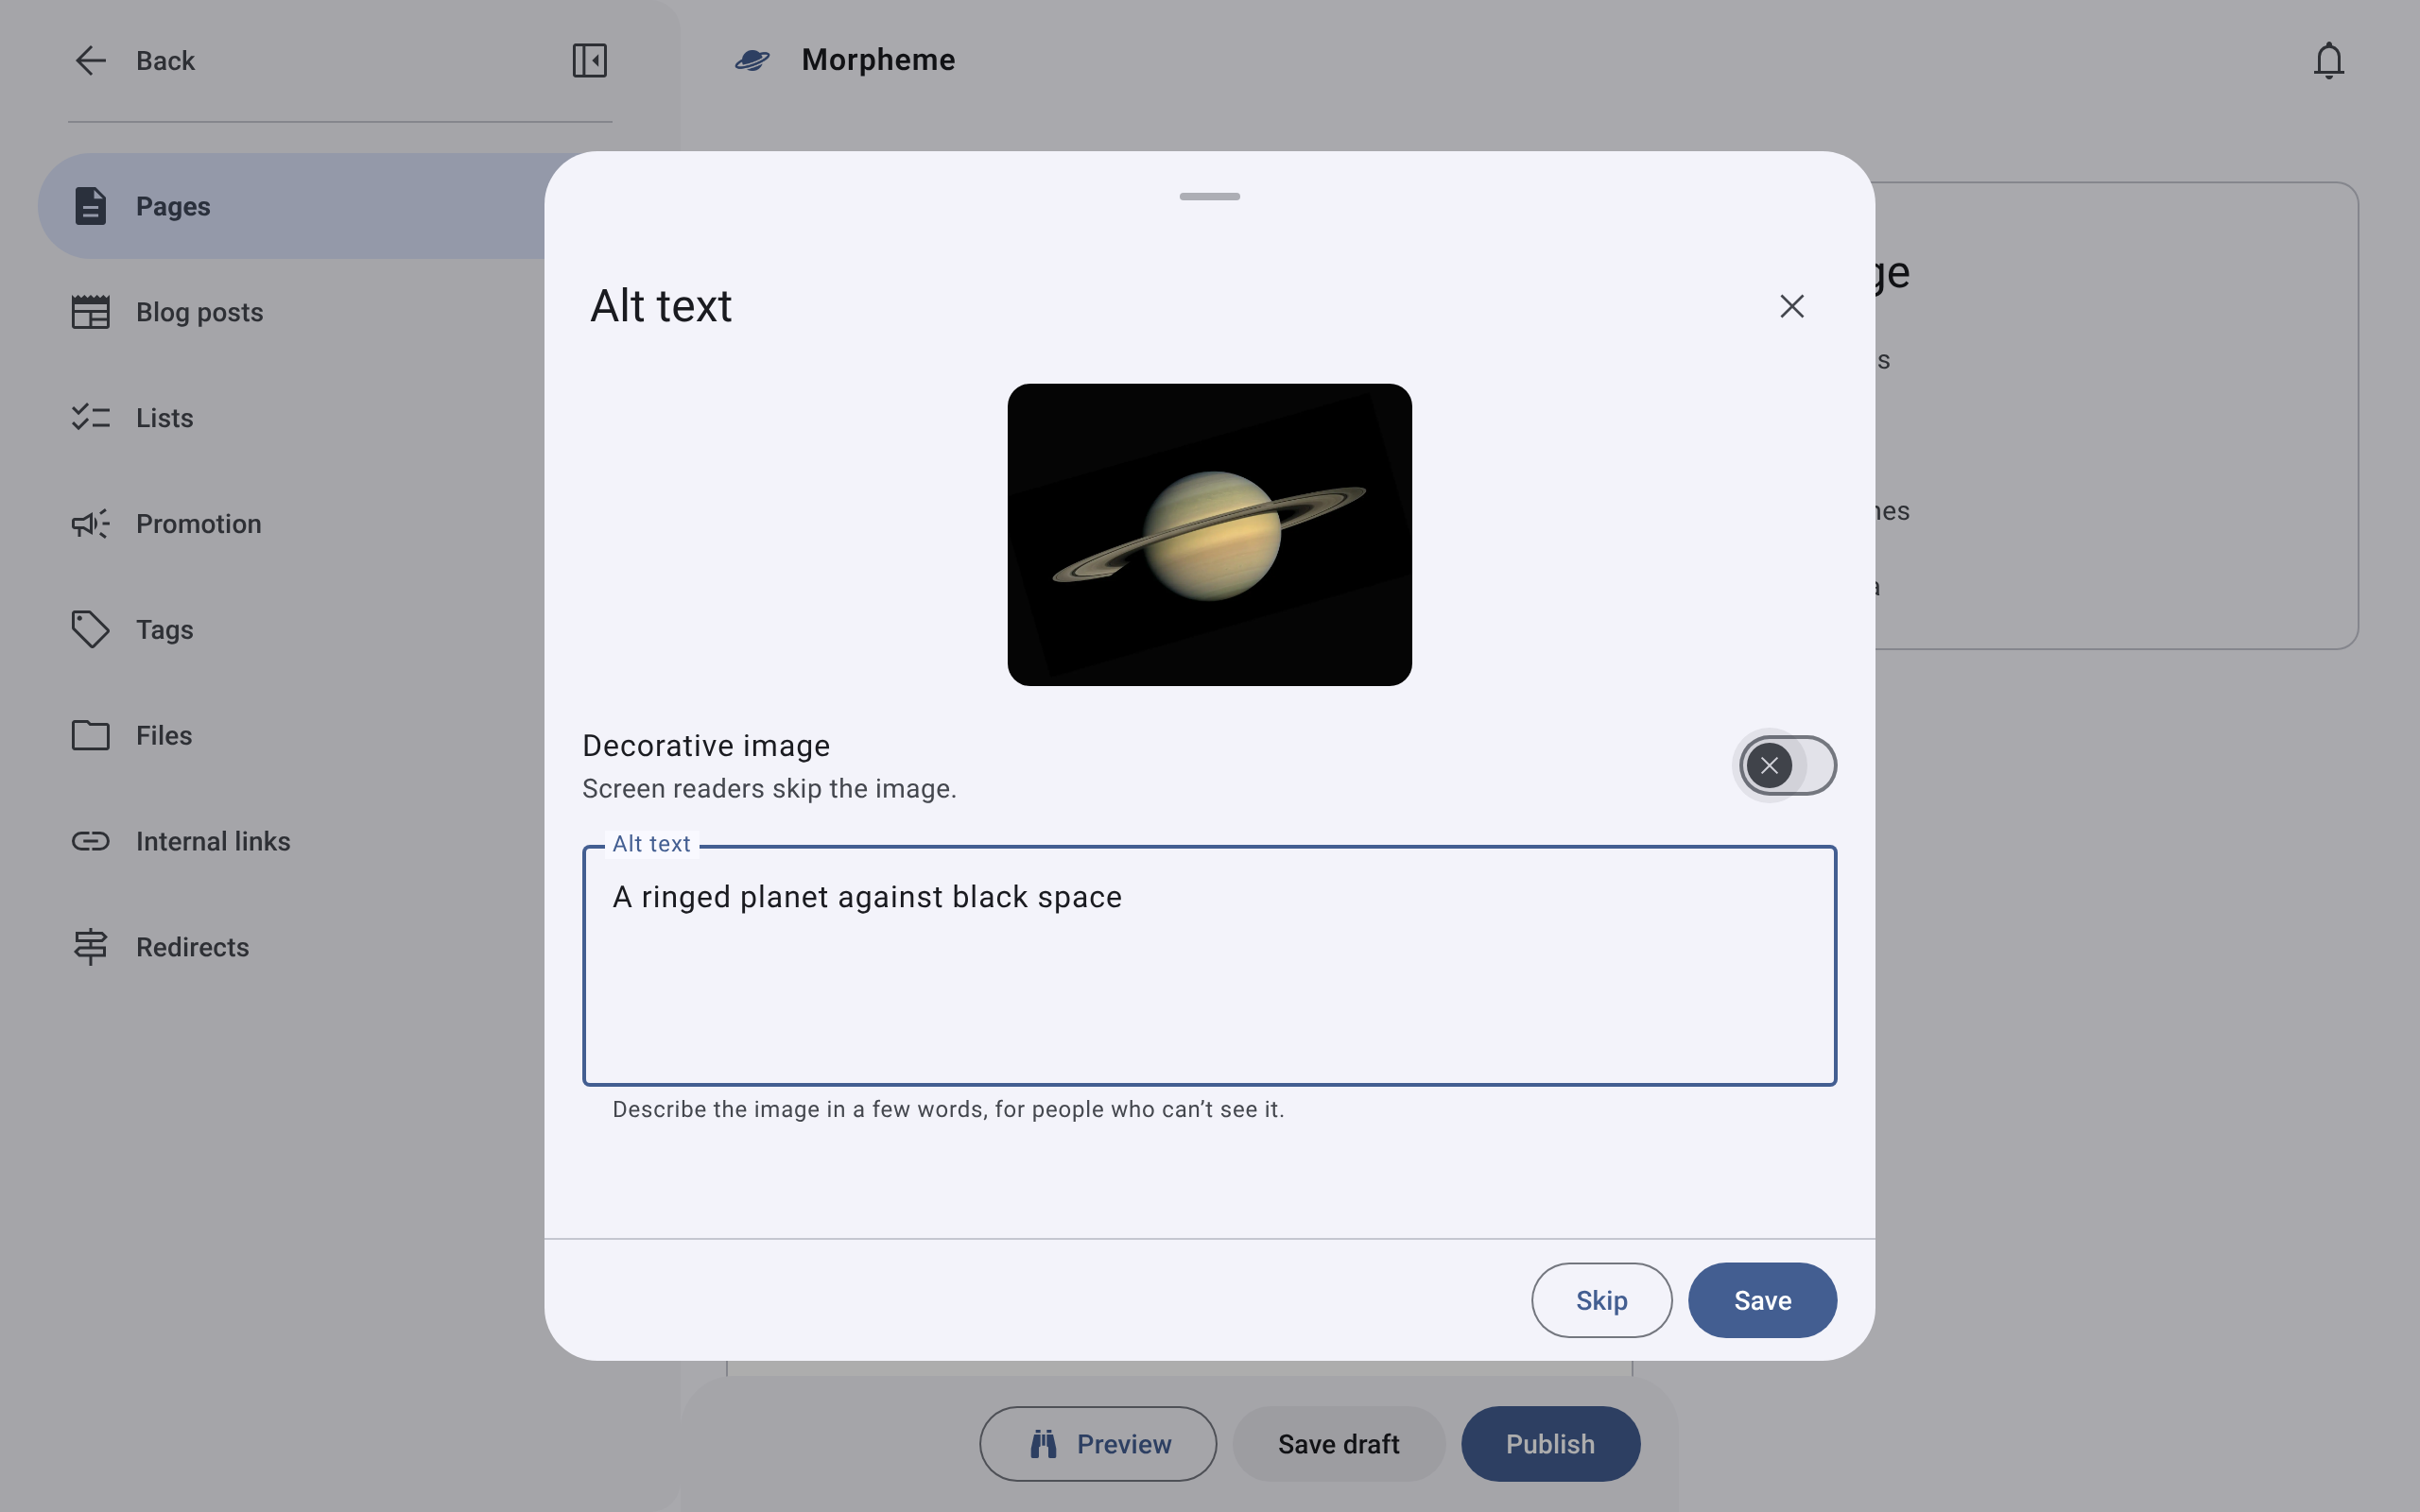 Back
Morpheme
Pages
Blog posts
Lists
Promotion
Tags
Files
Internal links
Redirects
Alt text
Decorative image
Screen readers skip the image.
Alt text
A ringed planet against black space
Describe the image in a few words, for people who can’t see it.
Skip
Save
Preview
Save draft
Publish